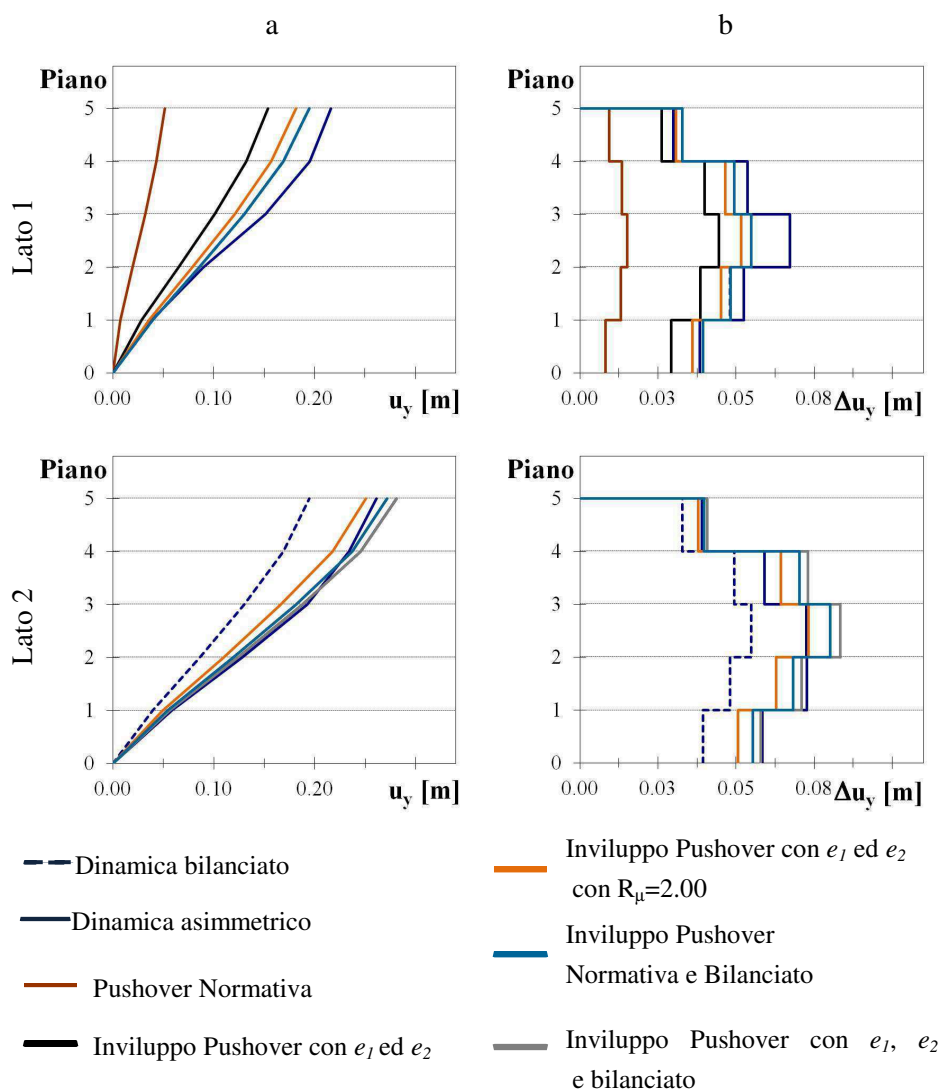 a
b
Piano
5
4
3
2
1
0
0.00
0.10
0.20
u_y [m]
Lato 1
Piano
5
4
3
2
1
0
0.00
0.03
0.05
0.08
Δu_y [m]
Piano
5
4
3
2
1
0
0.00
0.10
0.20
u_y [m]
Lato 2
Piano
5
4
3
2
1
0
0.00
0.03
0.05
0.08
Δu_y [m]
Dinamica bilanciato
Dinamica asimmetrico
Pushover Normativa
Inviluppo Pushover con e₁ ed e₂
Inviluppo Pushover con e₁ ed e₂
con Rμ=2.00
Inviluppo Pushover
Normativa e Bilanciato
Inviluppo Pushover con e₁, e₂
e bilanciato